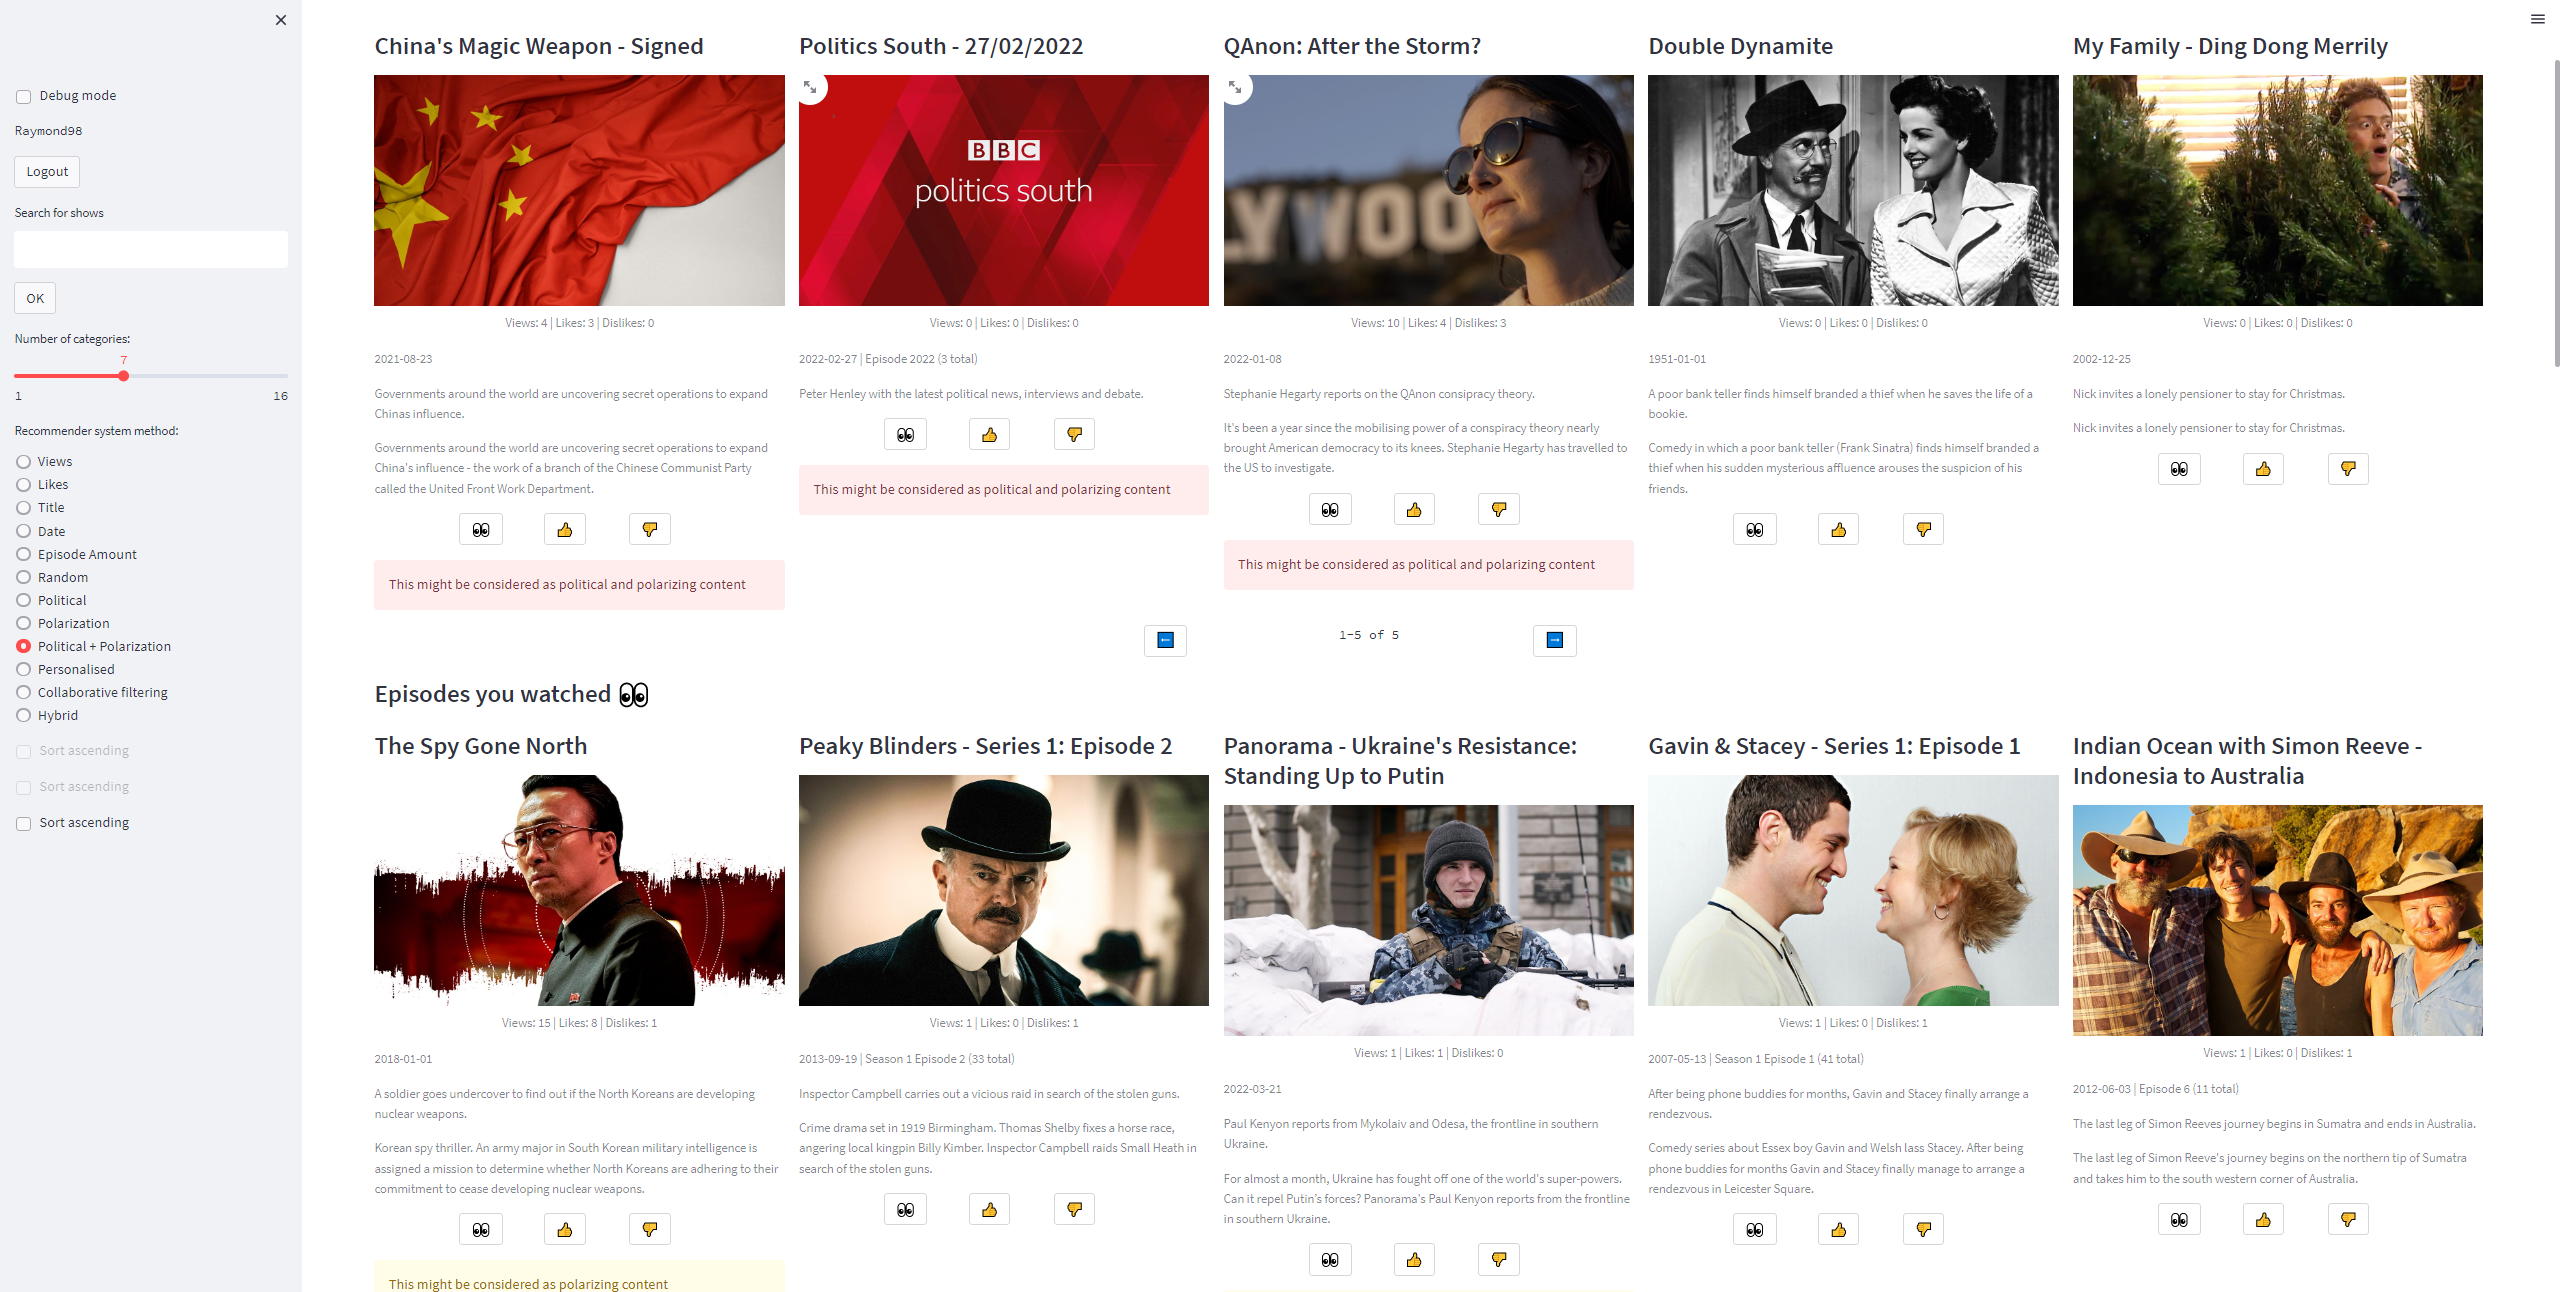 Debug mode
Raymond98
Logout
Search for shows
OK
Number of categories:
7
1 16
Recommender system method:
Views
Likes
Title
Date
Episode Amount
Random
Political
Polarization
Political + Polarization
Personalised
Collaborative filtering
Hybrid
Sort ascending
Sort ascending
Sort ascending
China's Magic Weapon - Signed
Views: 4 | Likes: 3 | Dislikes: 0
2021-08-23
Governments around the world are uncovering secret operations to expand
Chinas influence.
Governments around the world are uncovering secret operations to expand
China's influence - the work of a branch of the Chinese Communist Party
called the United Front Work Department.
This might be considered as political and polarizing content
Politics South - 27/02/2022
BBC
politics south
Views: 0 | Likes: 0 | Dislikes: 0
2022-02-27 | Episode 2022 (3 total)
Peter Henley with the latest political news, interviews and debate.
This might be considered as political and polarizing content
QAnon: After the Storm?
LYWOO
Views: 10 | Likes: 4 | Dislikes: 3
2022-01-08
Stephanie Hegarty reports on the QAnon conspiracy theory.
It's been a year since the mobilising power of a conspiracy theory nearly
brought American democracy to its knees. Stephanie Hegarty has travelled to
the US to investigate.
This might be considered as political and polarizing content
Double Dynamite
Views: 0 | Likes: 0 | Dislikes: 0
1951-01-01
A poor bank teller finds himself branded a thief when he saves the life of a
bookie.
Comedy in which a poor bank teller (Frank Sinatra) finds himself branded a
thief when his sudden mysterious affluence arouses the suspicion of his
friends.
My Family - Ding Dong Merrily
Views: 0 | Likes: 0 | Dislikes: 0
2002-12-25
Nick invites a lonely pensioner to stay for Christmas.
Nick invites a lonely pensioner to stay for Christmas.
1-5 of 5
Episodes you watched
The Spy Gone North
Views: 15 | Likes: 8 | Dislikes: 1
2018-01-01
A soldier goes undercover to find out if the North Koreans are developing
nuclear weapons.
Korean spy thriller. An army major in South Korean military intelligence is
assigned a mission to determine whether North Koreans are adhering to their
commitment to cease developing nuclear weapons.
This might be considered as polarizing content
Peaky Blinders - Series 1: Episode 2
Views: 1 | Likes: 0 | Dislikes: 1
2013-09-19 | Season 1 Episode 2 (33 total)
Inspector Campbell carries out a vicious raid in search of the stolen guns.
Crime drama set in 1919 Birmingham. Thomas Shelby fixes a horse race,
angering local kingpin Billy Kimber. Inspector Campbell raids Small Heath in
search of the stolen guns.
Panorama - Ukraine's Resistance:
Standing Up to Putin
Views: 1 | Likes: 1 | Dislikes: 0
2022-03-21
Paul Kenyon reports from Mykolaiv and Odesa, the frontline in southern
Ukraine.
For almost a month, Ukraine has fought off one of the world's super-powers.
Can it repel Putin's forces? Panorama's Paul Kenyon reports from the frontline
in southern Ukraine.
Gavin & Stacey - Series 1: Episode 1
Views: 1 | Likes: 0 | Dislikes: 1
2007-05-13 | Season 1 Episode 1 (41 total)
After being phone buddies for months, Gavin and Stacey finally arrange a
rendezvous.
Comedy series about Essex boy Gavin and Welsh lass Stacey. After being
phone buddies for months Gavin and Stacey finally manage to arrange a
rendezvous in Leicester Square.
Indian Ocean with Simon Reeve -
Indonesia to Australia
Views: 1 | Likes: 0 | Dislikes: 1
2012-06-03 | Episode 6 (11 total)
The last leg of Simon Reeves journey begins in Sumatra and ends in Australia.
The last leg of Simon Reeve's journey begins on the northern tip of Sumatra
and takes him to the south western corner of Australia.